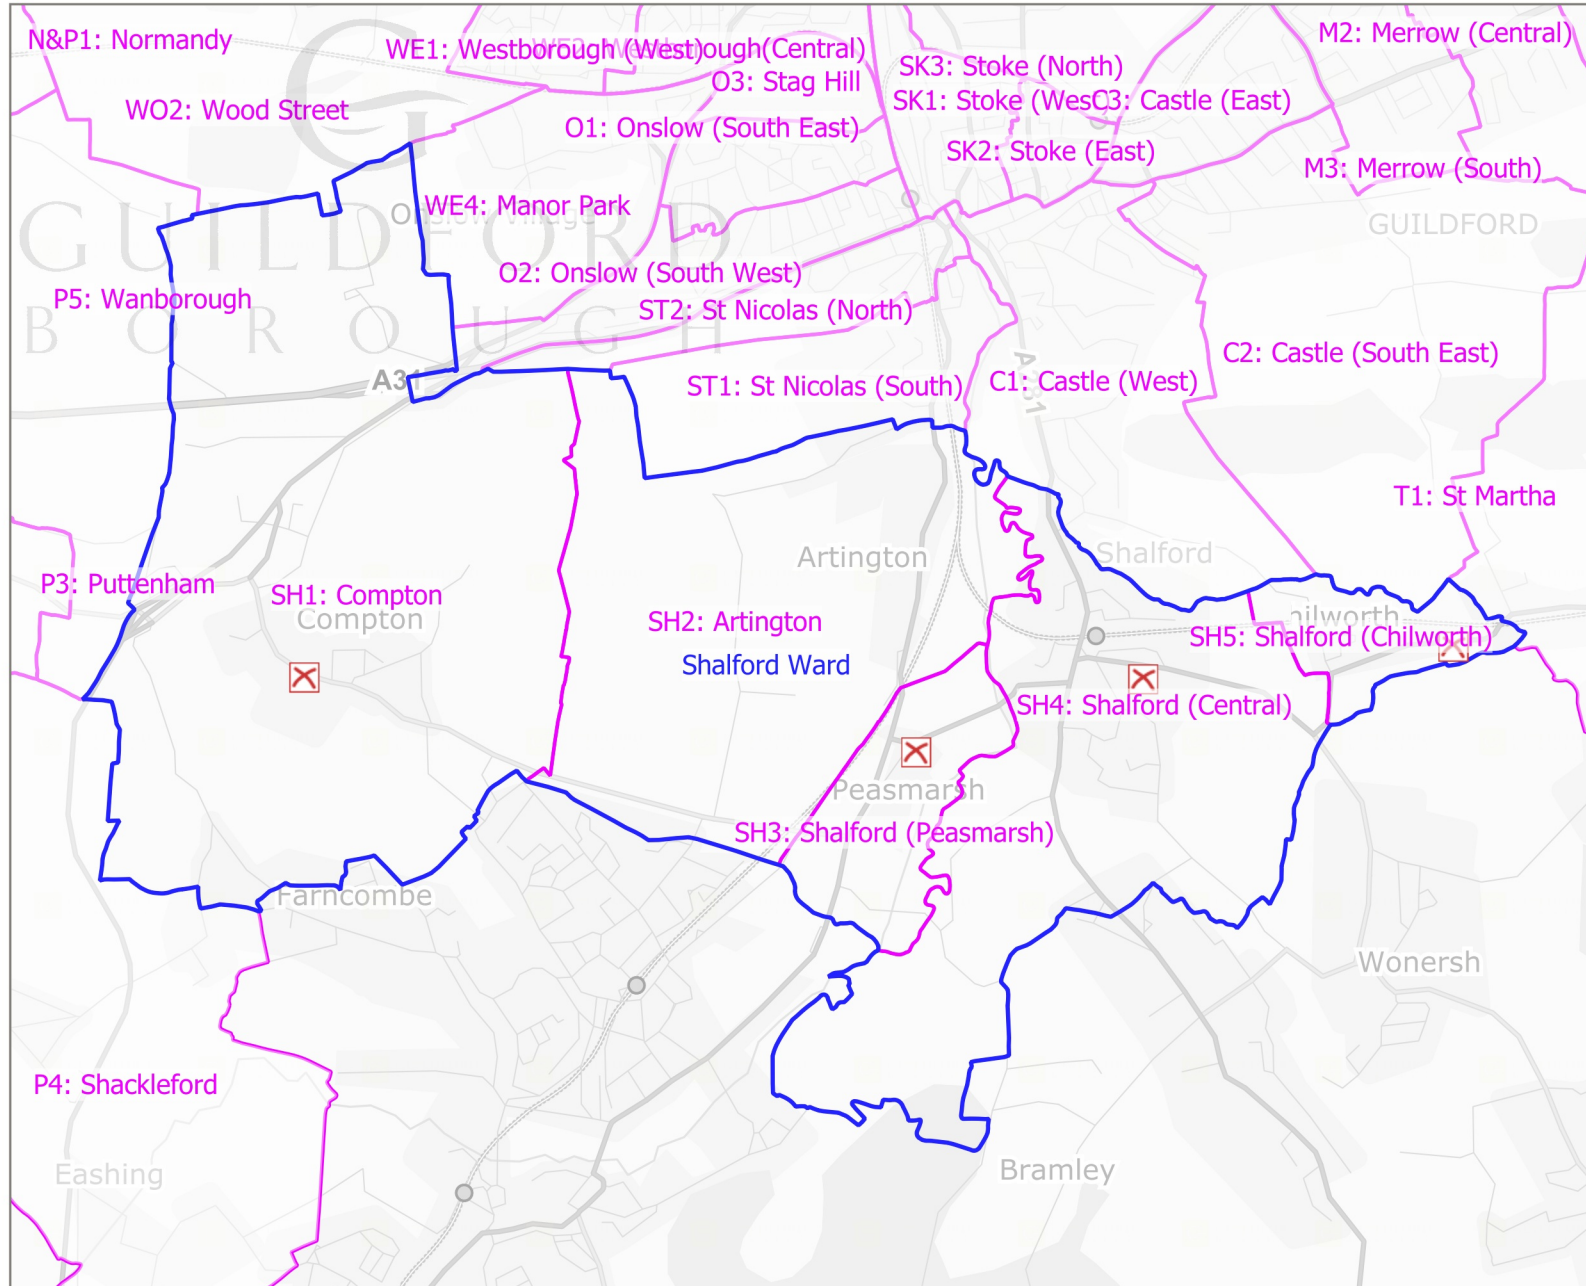 N&P1: Normandy
WE1: Westborough (West)
ough(Central)
M2: Merrow (Central)
SK3: Stoke (North)
O3: Stag Hill
WO2: Wood Street
SK1: Stoke (Wes
C3: Castle (East)
O1: Onslow (South East)
SK2: Stoke (East)
M3: Merrow (South)
WE4: Manor Park
Onslow Village
GUILDFORD
GUILDFORD
O2: Onslow (South West)
P5: Wanborough
ST2: St Nicolas (North)
BOROUGH
C2: Castle (South East)
A31
ST1: St Nicolas (South)
C1: Castle (West)
T1: St Martha
Artington
Shalford
P3: Puttenham
SH1: Compton
Compton
SH2: Artington
hilworth
SH5: Shalford (Chilworth)
Shalford Ward
SH4: Shalford (Central)
Peasmarsh
SH3: Shalford (Peasmarsh)
Farncombe
Wonersh
P4: Shackleford
Eashing
Bramley